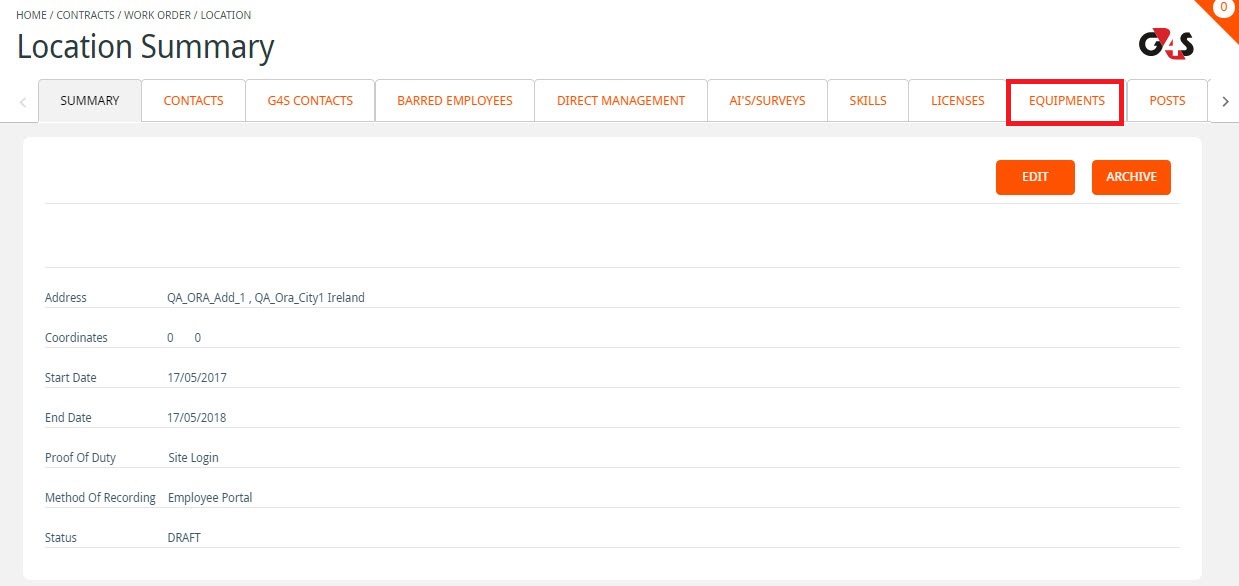 HOME / CONTRACTS / WORK ORDER / LOCATION
0
Location Summary
G4S
SUMMARY CONTACTS G4S CONTACTS BARRED EMPLOYEES DIRECT MANAGEMENT AI'S/SURVEYS SKILLS LICENSES EQUIPMENTS POSTS
EDIT ARCHIVE
Address QA_ORA_Add_1 , QA_Ora_City1 Ireland
Coordinates 0 0
Start Date 17/05/2017
End Date 17/05/2018
Proof Of Duty Site Login
Method Of Recording Employee Portal
Status DRAFT